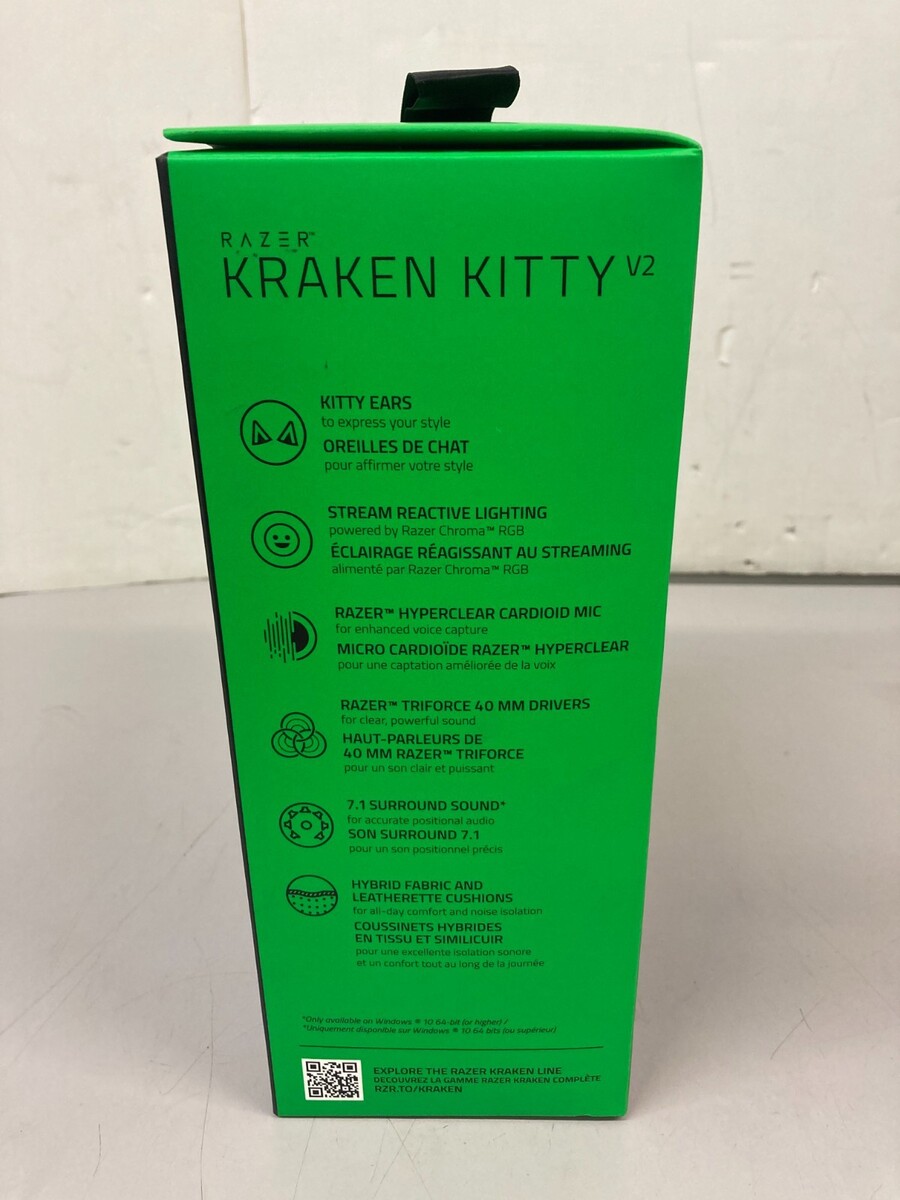 RAZER™
KRAKEN KITTY V2
KITTY EARS
to express your style
OREILLES DE CHAT
pour affirmer votre style
STREAM REACTIVE LIGHTING
powered by Razer Chroma™ RGB
ÉCLAIRAGE RÉAGISSANT AU STREAMING
alimenté par Razer Chroma™ RGB
RAZER™ HYPERCLEAR CARDIOID MIC
for enhanced voice capture
MICRO CARDIOÏDE RAZER™ HYPERCLEAR
pour une captation améliorée de la voix
RAZER™ TRIFORCE 40 MM DRIVERS
for clear, powerful sound
HAUT-PARLEURS DE
40 MM RAZER™ TRIFORCE
pour un son clair et puissant
7.1 SURROUND SOUND*
for accurate positional audio
SON SURROUND 7.1
pour un son positionnel précis
HYBRID FABRIC AND
LEATHERETTE CUSHIONS
for all-day comfort and noise isolation
COUSSINETS HYBRIDES
EN TISSU ET SIMILICUIR
pour une excellente isolation sonore
et un confort tout au long de la journée
*Only available on Windows ® 10 64-bit (or higher) /
*Uniquement disponible sur Windows ® 10 64-bits (ou supérieur)
EXPLORE THE RAZER KRAKEN LINE
DECOUVREZ LA GAMME RAZER KRAKEN COMPLÈTE
RZR.TO/KRAKEN